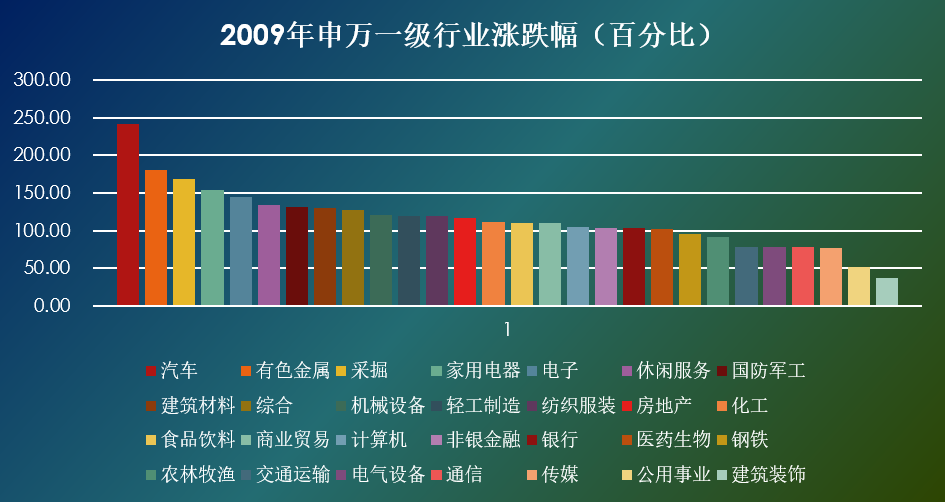 2009年申万一级行业涨跌幅（百分比）
300.00
250.00
200.00
150.00
100.00
50.00
0.00
1
汽车 有色金属 采掘 家用电器 电子 休闲服务 国防军工
建筑材料 综合 机械设备 轻工制造 纺织服装 房地产 化工
食品饮料 商业贸易 计算机 非银金融 银行 医药生物 钢铁
农林牧渔 交通运输 电气设备 通信 传媒 公用事业 建筑装饰